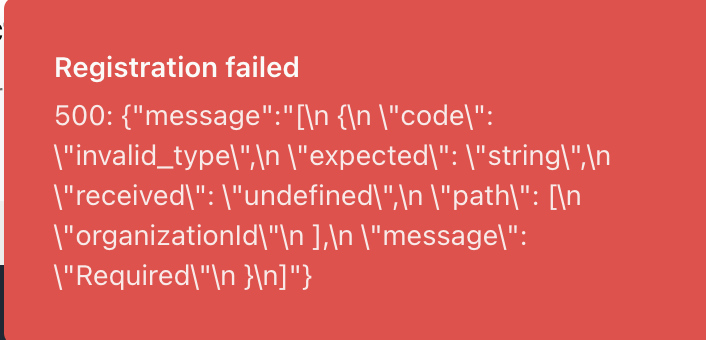 Registration failed
500: {"message":"[\n {\n \"code\":
\"invalid_type\",\n \"expected\": \"string\",\n
\"received\": \"undefined\",\n \"path\": [\n
\"organizationId\"\n ],\n \"message\":
\"Required\"\n }\n]"}